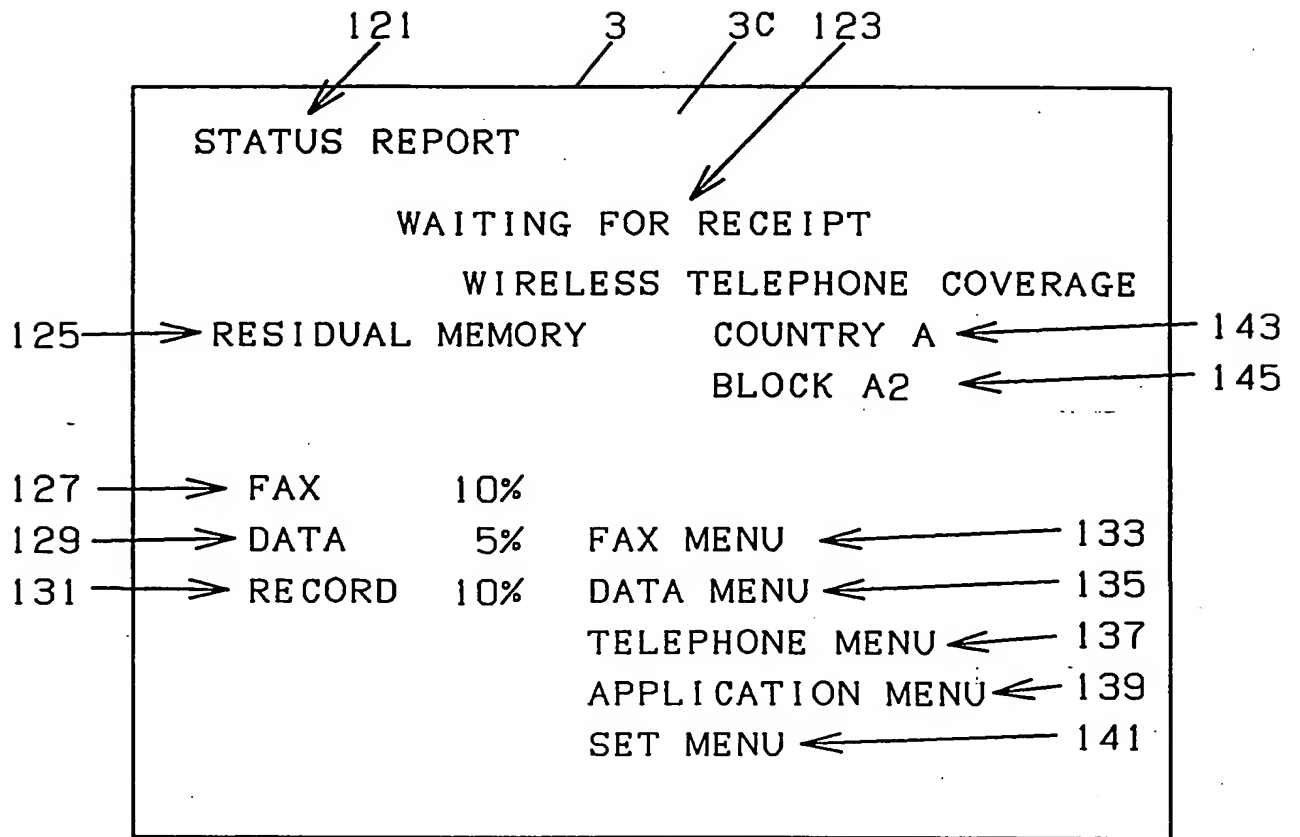 121 3 3C 123
STATUS REPORT
WAITING FOR RECEIPT
WIRELESS TELEPHONE COVERAGE
125 RESIDUAL MEMORY COUNTRY A 143
BLOCK A2 145
127 FAX 10%
129 DATA 5% FAX MENU 133
131 RECORD 10% DATA MENU 135
TELEPHONE MENU 137
APPLICATION MENU 139
SET MENU 141